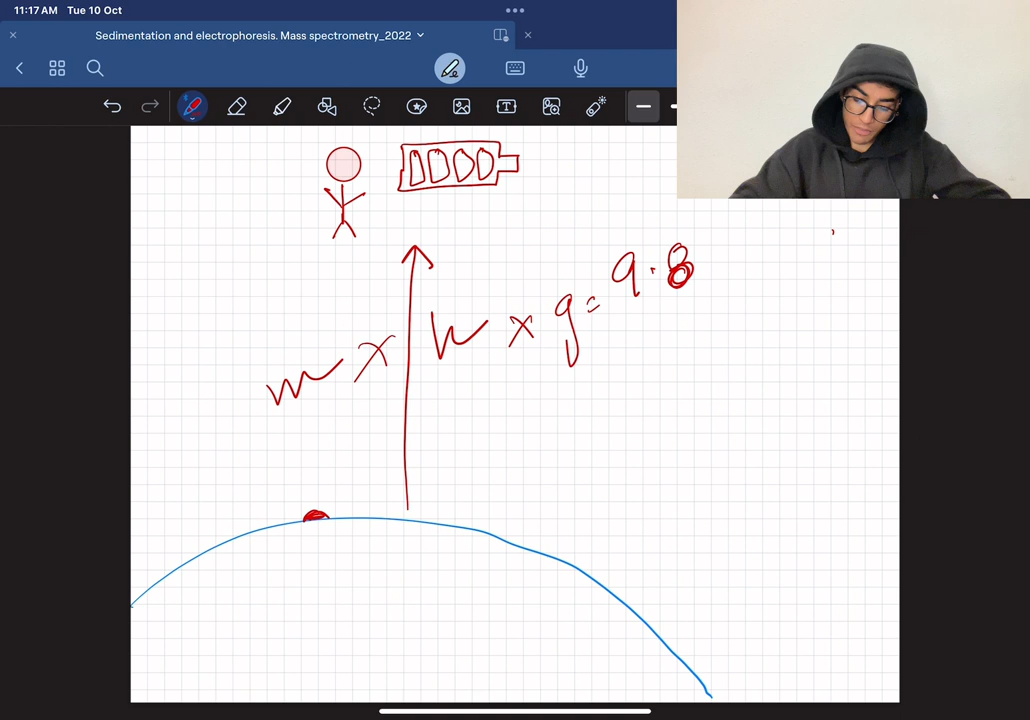 11:17 AM Tue 10 Oct
Sedimentation and electrophoresis. Mass spectrometry_2022
m x h x g = 9.8